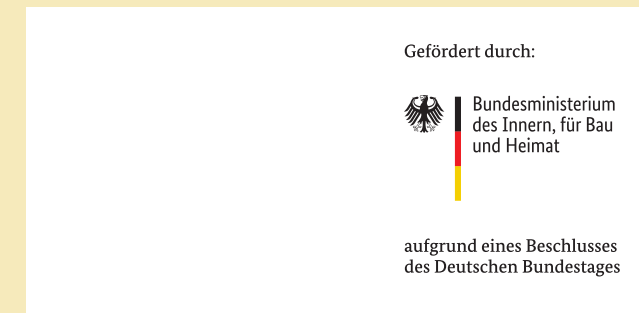 Gefördert durch:
Bundesministerium
des Innern, für Bau
und Heimat
aufgrund eines Beschlusses
des Deutschen Bundestages